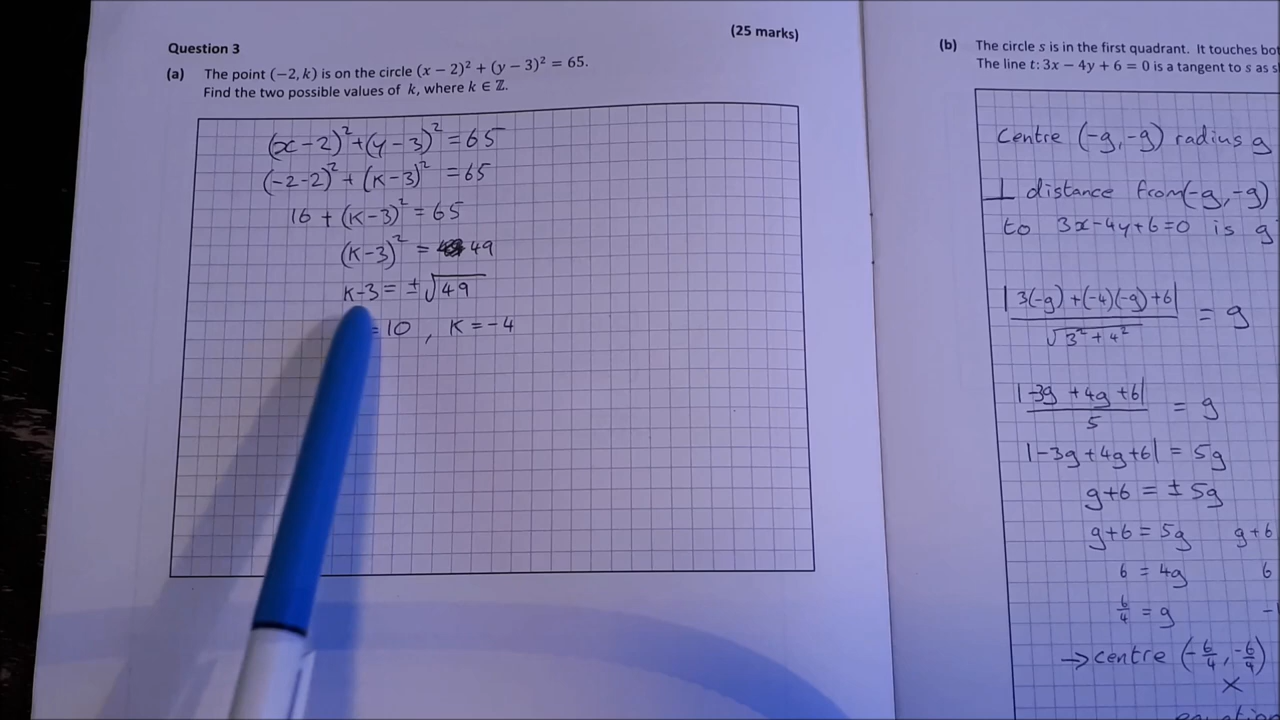 (25 marks)
Question 3
(a) The point (−2, k) is on the circle (x − 2)² + (y − 3)² = 65.
Find the two possible values of k, where k ∈ ℤ.
(x-2)² + (y-3)² = 65
(-2-2)² + (k-3)² = 65
16 + (k-3)² = 65
(k-3)² = 49
k-3 = ±√49
= 10 , k = -4
(b) The circle s is in the first quadrant. It touches bot
The line t: 3x − 4y + 6 = 0 is a tangent to s as s
Centre (-g, -g) radius g
⊥ distance from (-g, -g)
to 3x-4y+6=0 is g
|3(-g) + (-4)(-g) + 6| / √3² + 4² = g
|-3g + 4g + 6| / 5 = g
|-3g + 4g + 6| = 5g
g+6 = ± 5g
g+6 = 5g g+6
6 = 4g 6
6/4 = g -
→ centre (-6/4, -6/4)
X